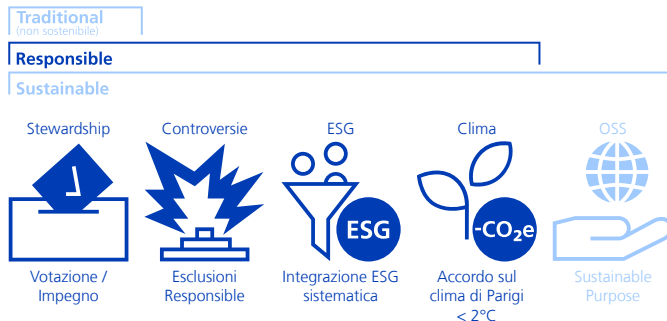 Traditional
(non sostenibile)
Responsible
Sustainable
Stewardship
Controversie
ESG
Clima
OSS
ESG
-CO₂e
Votazione /
Impegno
Esclusioni
Responsible
Integrazione ESG
sistematica
Accordo sul
clima di Parigi
< 2°C
Sustainable
Purpose